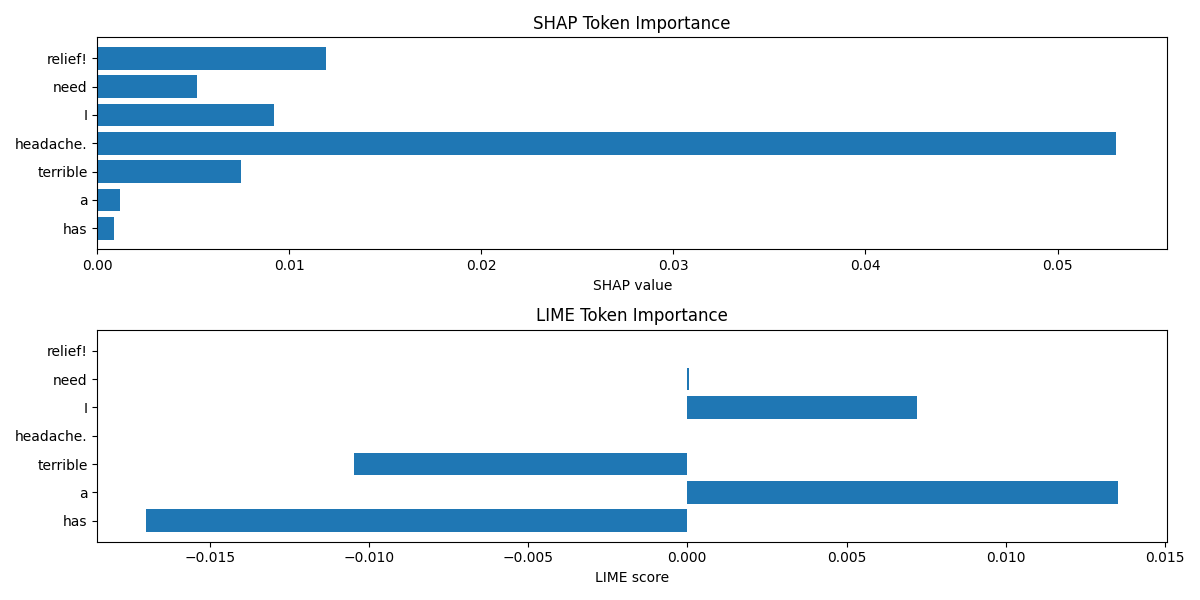 SHAP Token Importance
relief!
need
I
headache.
terrible
a
has
0.00 0.01 0.02 0.03 0.04 0.05
SHAP value
LIME Token Importance
relief!
need
I
headache.
terrible
a
has
−0.015 −0.010 −0.005 0.000 0.005 0.010 0.015
LIME score